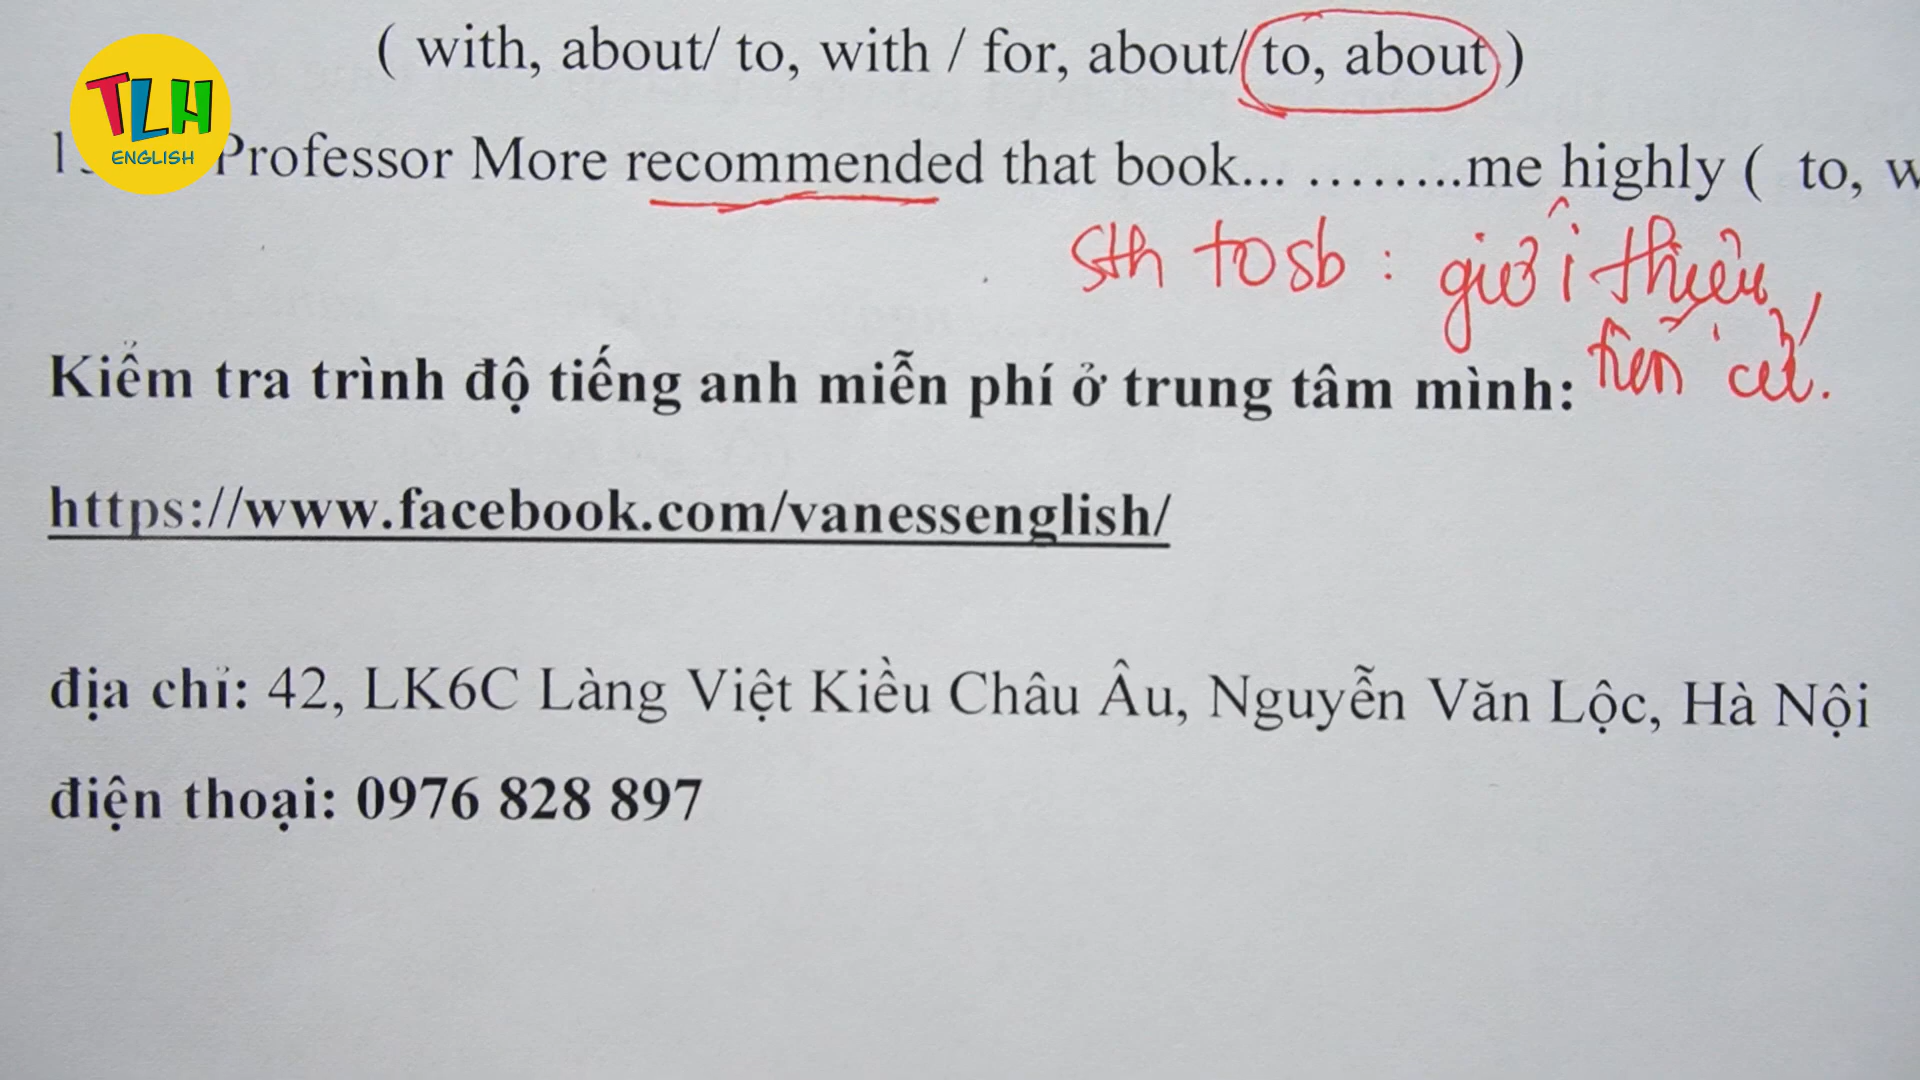 ( with, about/ to, with / for, about/ to, about )
TLH
ENGLISH
Professor More recommended that book... ........me highly ( to, w
sth to sb : giới thiệu,
tiến cử.
Kiểm tra trình độ tiếng anh miễn phí ở trung tâm mình:
https://www.facebook.com/vanessenglish/
địa chỉ: 42, LK6C Làng Việt Kiều Châu Âu, Nguyễn Văn Lộc, Hà Nội
điện thoại: 0976 828 897